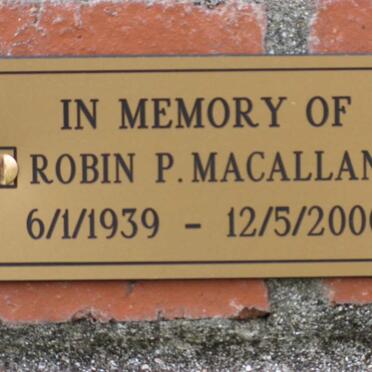 IN MEMORY OF
ROBIN P. MACALLAN
6/1/1939 - 12/5/200